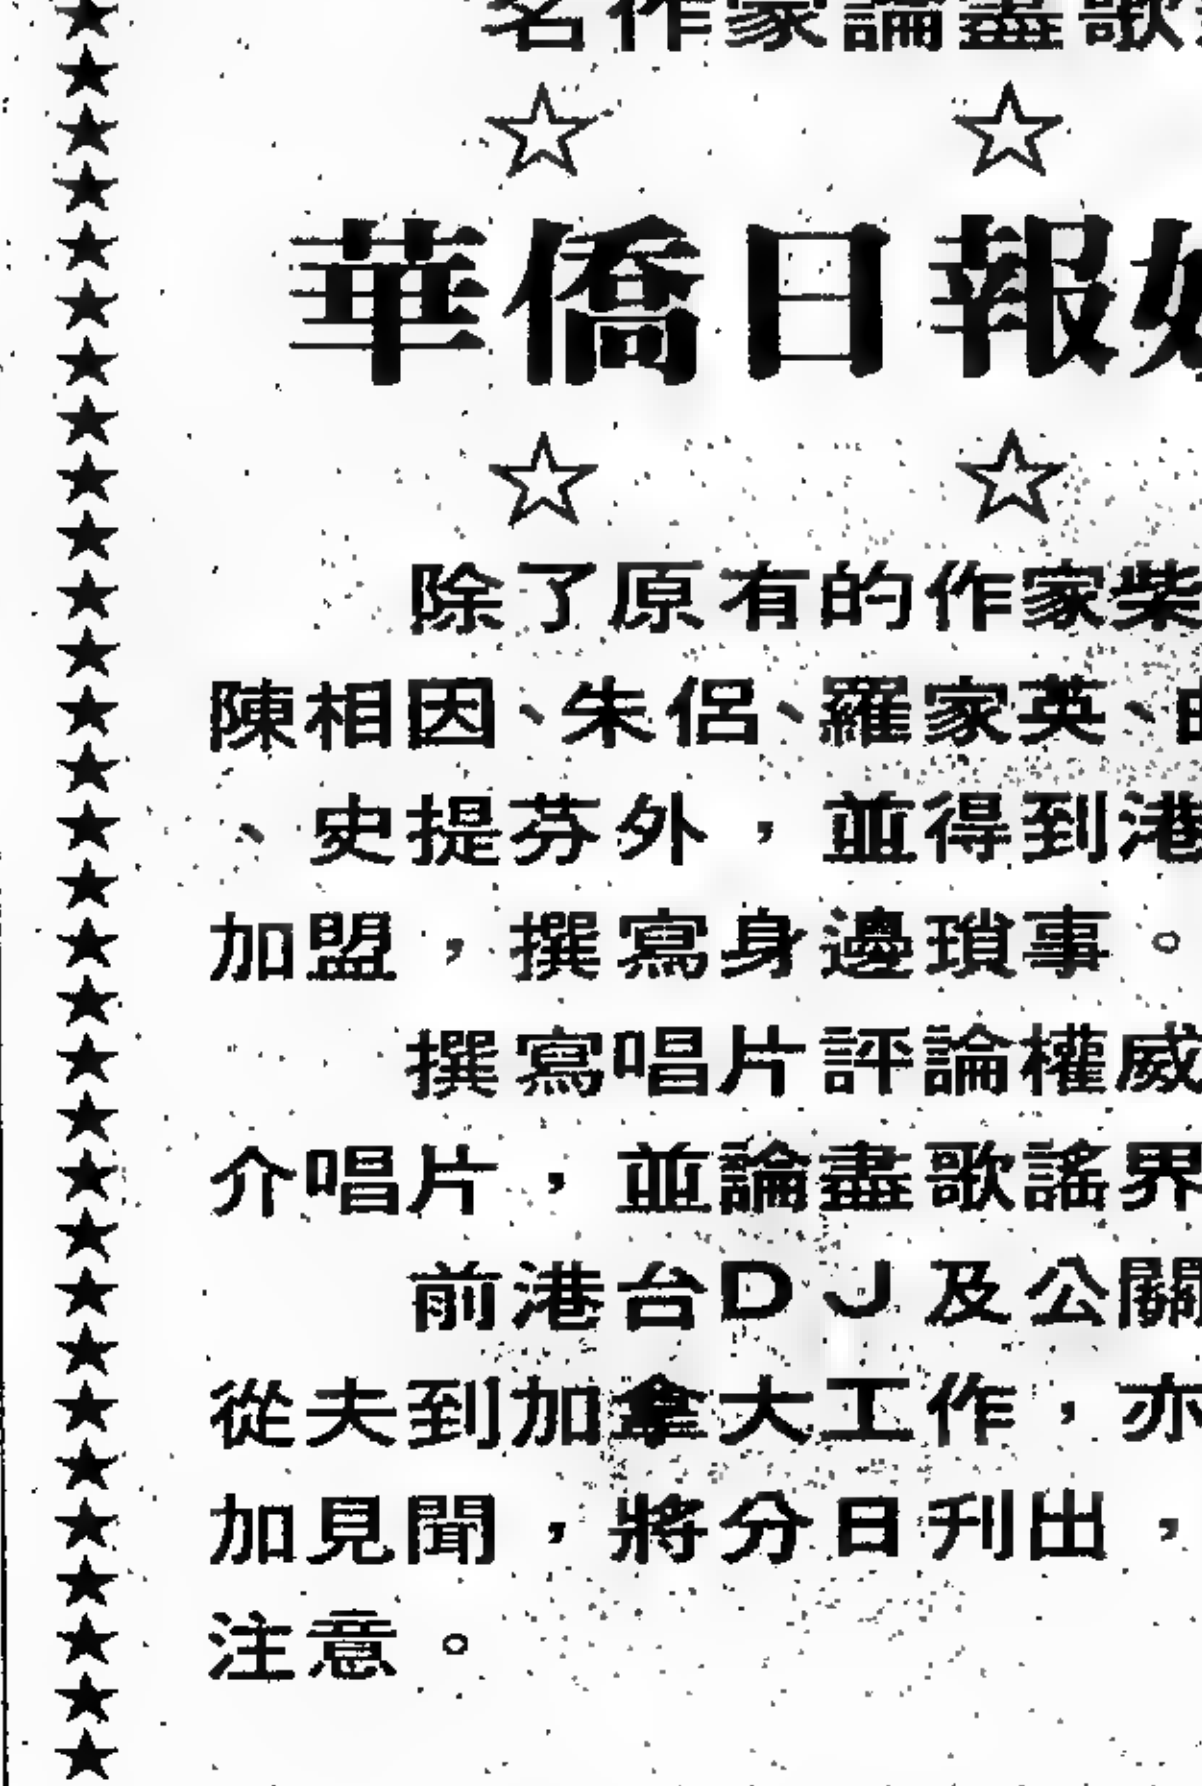 名作家論盡歌
☆ ☆
華僑日報
☆ ☆
除了原有的作家柴
陳相因、朱侶、羅家英、
、史提芬外，並得到港
加盟，撰寫身邊瑣事。
撰寫唱片評論權威
介唱片，並論盡歌謠界
前港台DJ及公關
從夫到加拿大工作，亦
加見聞，將分日刋出，
注意。